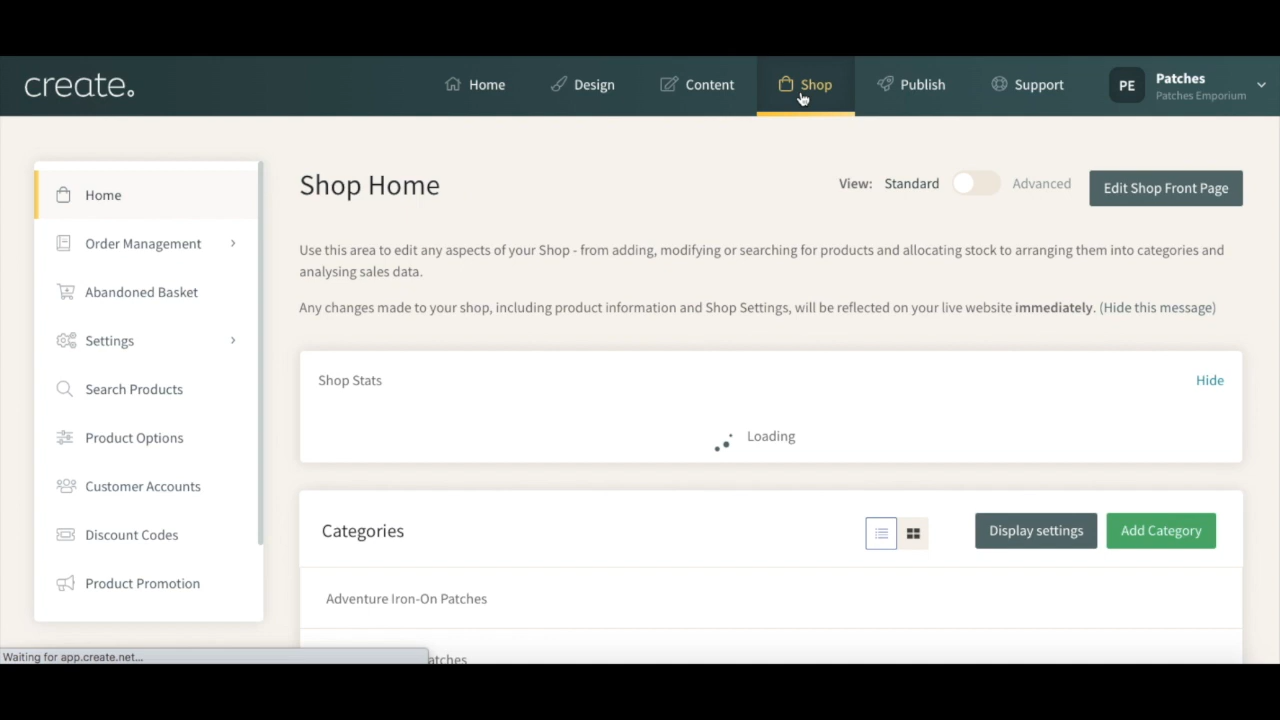 create.
Home
Design
Content
Shop
Publish
Support
PE
Patches
Patches Emporium
Home
Order Management
Abandoned Basket
Settings
Search Products
Product Options
Customer Accounts
Discount Codes
Product Promotion
Shop Home
View: Standard Advanced
Edit Shop Front Page
Use this area to edit any aspects of your Shop - from adding, modifying or searching for products and allocating stock to arranging them into categories and
analysing sales data.
Any changes made to your shop, including product information and Shop Settings, will be reflected on your live website immediately. (Hide this message)
Shop Stats
Hide
Loading
Categories
Display settings
Add Category
Adventure Iron-On Patches
Waiting for app.create.net...